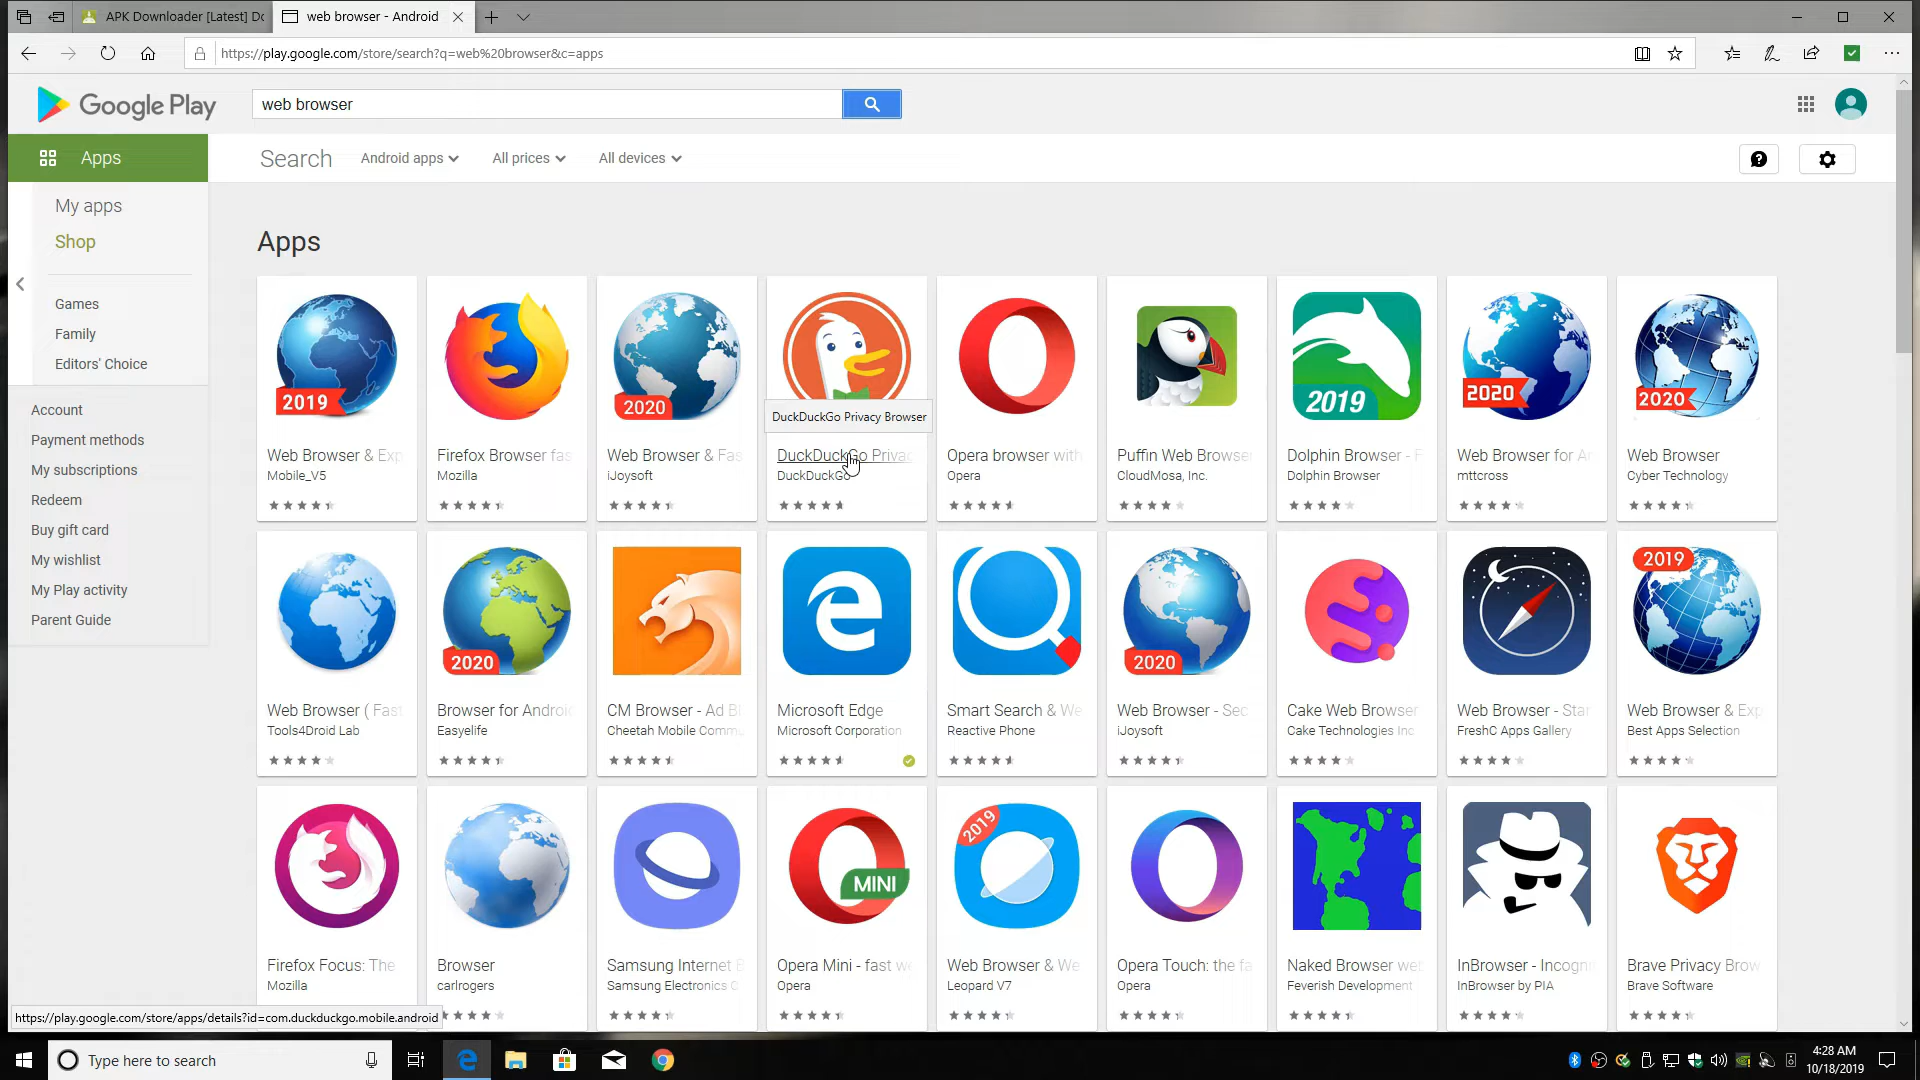 APK Downloader [Latest] Do
web browser - Android
https://play.google.com/store/search?q=web%20browser&c=apps
Google Play
web browser
Apps
Search
Android apps
All prices
All devices
My apps
Shop
Games
Family
Editors' Choice
Account
Payment methods
My subscriptions
Redeem
Buy gift card
My wishlist
My Play activity
Parent Guide
Apps
2019
2020
2019
2020
2020
DuckDuckGo Privacy Browser
Web Browser & Exp
Mobile_V5
Firefox Browser fas
Mozilla
Web Browser & Fas
iJoysoft
DuckDuckGo Privac
DuckDuckGo
Opera browser with
Opera
Puffin Web Browser
CloudMosa, Inc.
Dolphin Browser - F
Dolphin Browser
Web Browser for An
mttcross
Web Browser
Cyber Technology
2020
2020
2019
Web Browser ( Fast
Tools4Droid Lab
Browser for Android
Easyelife
CM Browser - Ad Bl
Cheetah Mobile Commu
Microsoft Edge
Microsoft Corporation
Smart Search & We
Reactive Phone
Web Browser - Sec
iJoysoft
Cake Web Browser
Cake Technologies Inc
Web Browser - Star
FreshC Apps Gallery
Web Browser & Exp
Best Apps Selection
MINI
2019
Firefox Focus: The
Mozilla
Browser
carlrogers
Samsung Internet B
Samsung Electronics C
Opera Mini - fast we
Opera
Web Browser & We
Leopard V7
Opera Touch: the fa
Opera
Naked Browser we
Feverish Development
InBrowser - Incogni
InBrowser by PIA
Brave Privacy Brow
Brave Software
https://play.google.com/store/apps/details?id=com.duckduckgo.mobile.android
Type here to search
4:28 AM
10/18/2019